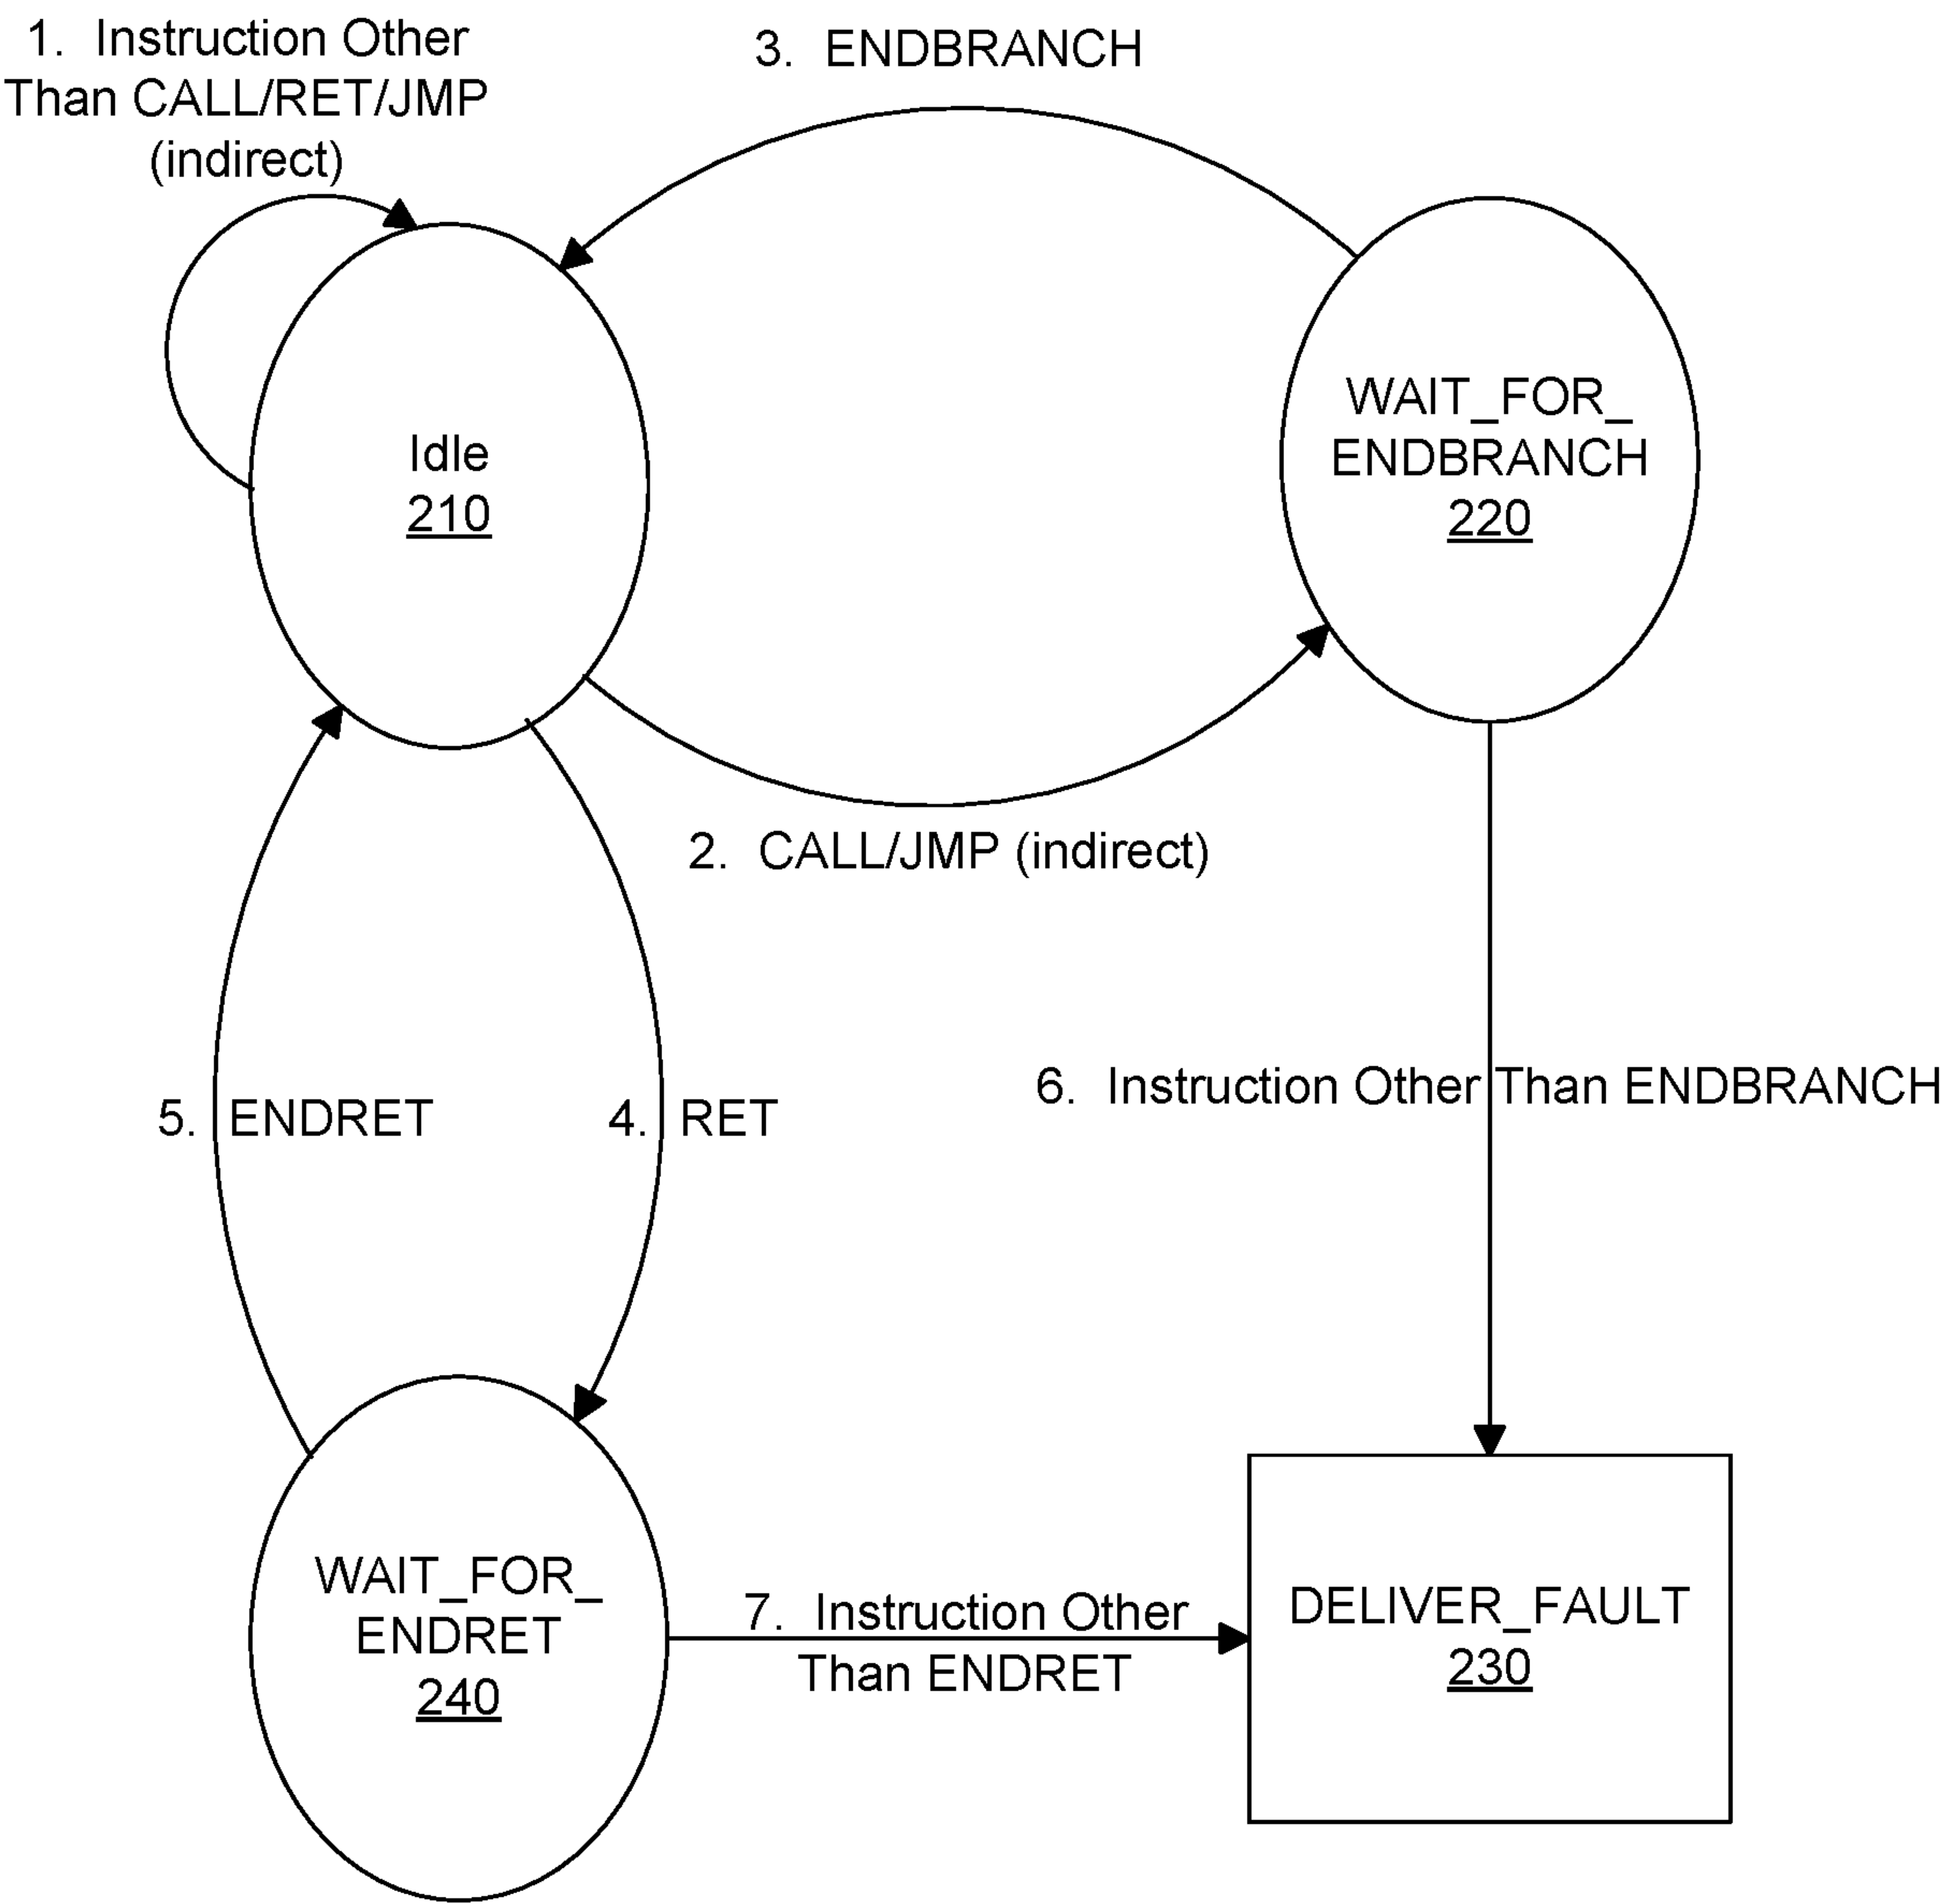 1. Instruction Other
Than CALL/RET/JMP
(indirect)
3. ENDBRANCH
Idle
210
WAIT_FOR_
ENDBRANCH
220
2. CALL/JMP (indirect)
5. ENDRET
4. RET
6. Instruction Other Than ENDBRANCH
WAIT_FOR_
ENDRET
240
7. Instruction Other
Than ENDRET
DELIVER_FAULT
230